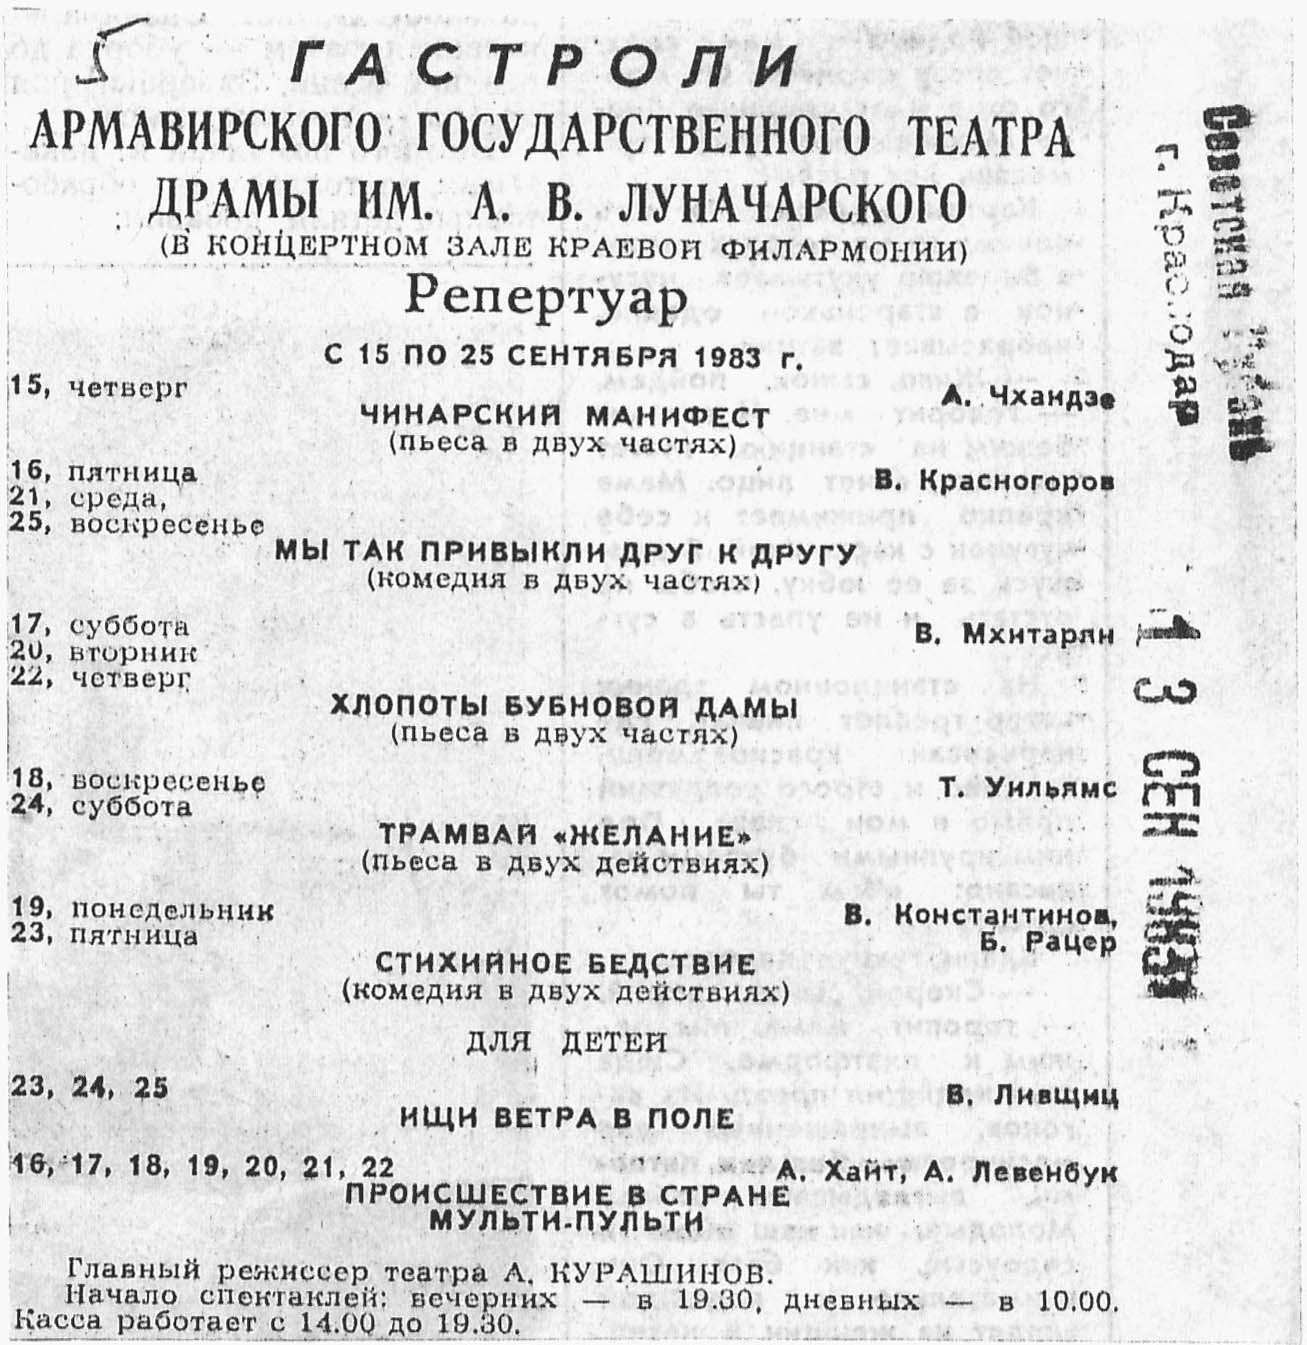 5
ГАСТРОЛИ
АРМАВИРСКОГО ГОСУДАРСТВЕННОГО ТЕАТРА
ДРАМЫ ИМ. А. В. ЛУНАЧАРСКОГО
(В КОНЦЕРТНОМ ЗАЛЕ КРАЕВОЙ ФИЛАРМОНИИ)
Репертуар
С 15 ПО 25 СЕНТЯБРЯ 1983 г.
15, четверг А. Чхаидзе
ЧИНАРСКИЙ МАНИФЕСТ
(пьеса в двух частях)
16, пятница В. Красногоров
21, среда,
25, воскресенье
МЫ ТАК ПРИВЫКЛИ ДРУГ К ДРУГУ
(комедия в двух частях)
17, суббота В. Мхитарян
20, вторник
22, четверг
ХЛОПОТЫ БУБНОВОЙ ДАМЫ
(пьеса в двух частях)
18, воскресенье Т. Уильямс
24, суббота
ТРАМВАЙ «ЖЕЛАНИЕ»
(пьеса в двух действиях)
19, понедельник В. Константинов,
23, пятница Б. Рацер
СТИХИЙНОЕ БЕДСТВИЕ
(комедия в двух действиях)
ДЛЯ ДЕТЕЙ
23, 24, 25 В. Лившиц
ИЩИ ВЕТРА В ПОЛЕ
16, 17, 18, 19, 20, 21, 22 А. Хайт, А. Левенбук
ПРОИСШЕСТВИЕ В СТРАНЕ
МУЛЬТИ-ПУЛЬТИ
Главный режиссер театра А. КУРАШИНОВ.
Начало спектаклей: вечерних — в 19.30, дневных — в 10.00.
Касса работает с 14.00 до 19.30.
Советская Кубань
г. Краснодар
13 СЕН 1983